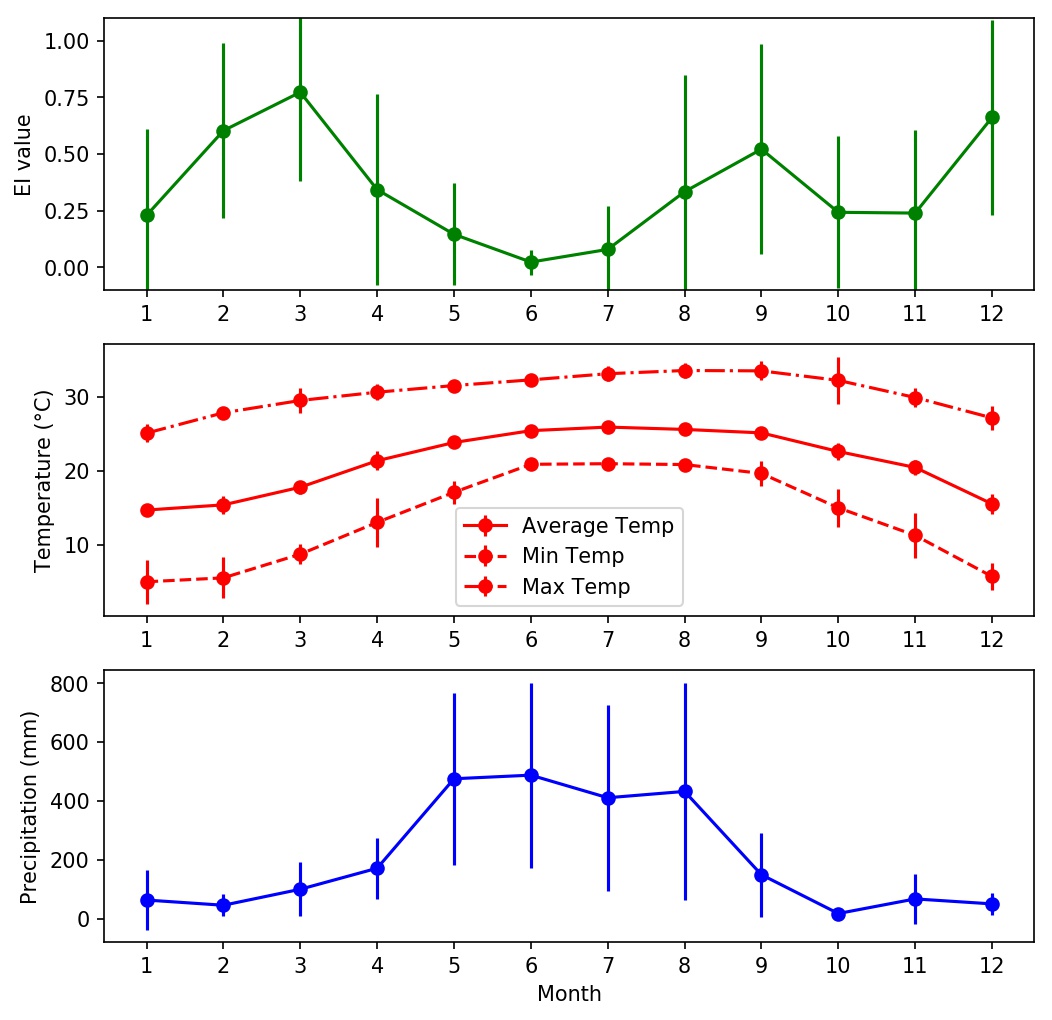 EI value
1.00
0.75
0.50
0.25
0.00
1 2 3 4 5 6 7 8 9 10 11 12
Temperature (°C)
30
20
10
Average Temp
Min Temp
Max Temp
1 2 3 4 5 6 7 8 9 10 11 12
Precipitation (mm)
800
600
400
200
0
1 2 3 4 5 6 7 8 9 10 11 12
Month